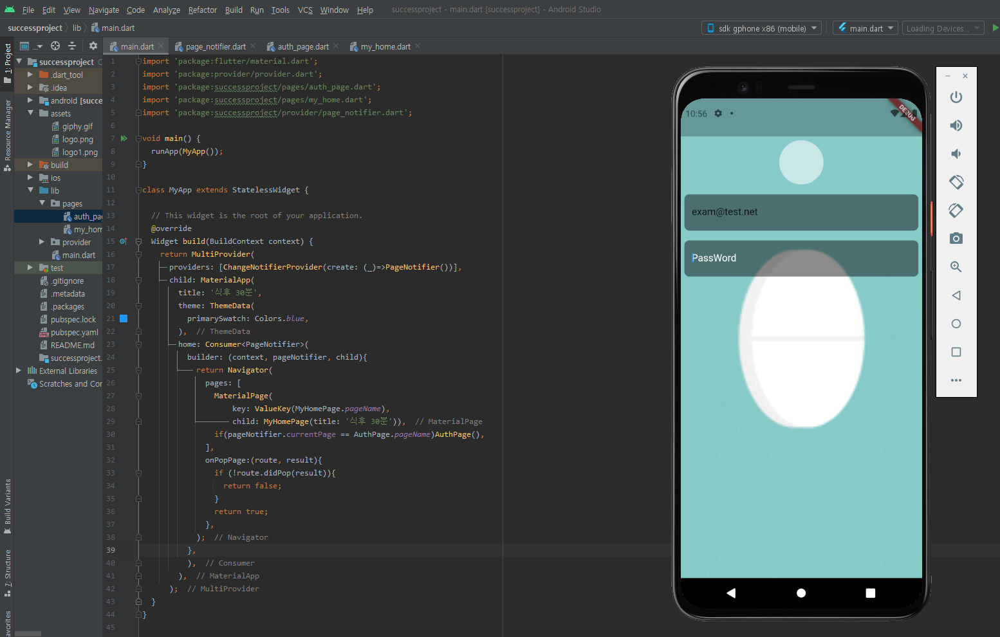 File Edit View Navigate Code Analyze Refactor Build Run Tools VCS Window Help successproject - main.dart [successproject] - Android Studio
successproject lib main.dart sdk gphone x86 (mobile) main.dart Loading Devices...
... main.dart page_notifier.dart auth_page.dart my_home.dart
1: Project
Resource Manager
Build Variants
7: Structure
avorites
successproject C
.dart_tool
.idea
android [succe
assets
giphy.gif
logo.png
logo1.png
build
ios
lib
pages
auth_pag
my_hom
provider
main.dart
test
.gitignore
.metadata
.packages
pubspec.lock
pubspec.yaml
README.md
successproject.
External Libraries
Scratches and Cor
1 import 'package:flutter/material.dart';
2 import 'package:provider/provider.dart';
3 import 'package:successproject/pages/auth_page.dart';
4 import 'package:successproject/pages/my_home.dart';
5 import 'package:successproject/provider/page_notifier.dart';
6
7 void main() {
8 runApp(MyApp());
9 }
10
11 class MyApp extends StatelessWidget {
12
13 // This widget is the root of your application.
14 @override
15 Widget build(BuildContext context) {
16 return MultiProvider(
17 providers: [ChangeNotifierProvider(create: (_)=>PageNotifier())],
18 child: MaterialApp(
19 title: '식후 30분',
20 theme: ThemeData(
21 primarySwatch: Colors.blue,
22 ), // ThemeData
23 home: Consumer<PageNotifier>(
24 builder: (context, pageNotifier, child){
25 return Navigator(
26 pages: [
27 MaterialPage(
28 key: ValueKey(MyHomePage.pageName),
29 child: MyHomePage(title: '식후 30분')), // MaterialPage
30 if(pageNotifier.currentPage == AuthPage.pageName)AuthPage(),
31 ],
32 onPopPage:(route, result){
33 if (!route.didPop(result)){
34 return false;
35 }
36 return true;
37 },
38 ); // Navigator
39 },
40 ), // Consumer
41 ), // MaterialApp
42 ); // MultiProvider
43 }
44 }
45
10:56
DEBUG
exam@test.net
PassWord